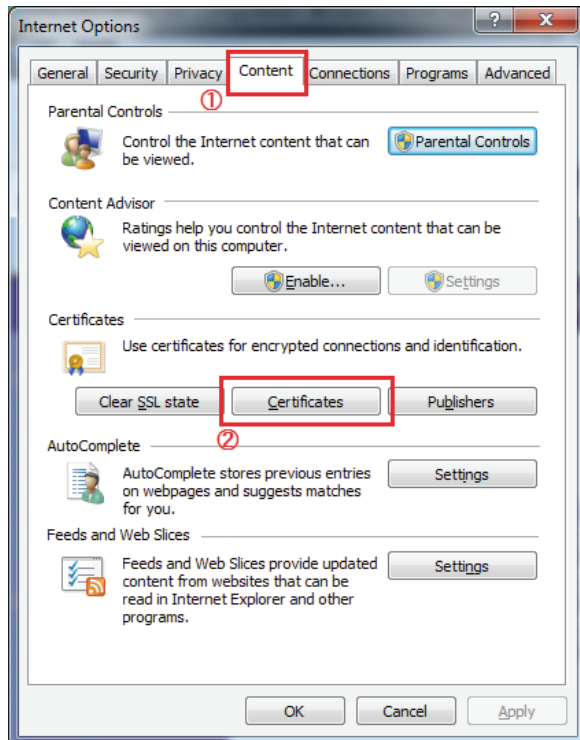 Internet Options
?
X
General Security Privacy Content Connections Programs Advanced
①
Parental Controls
Control the Internet content that can
be viewed.
Parental Controls
Content Advisor
Ratings help you control the Internet content that can be
viewed on this computer.
Enable...
Settings
Certificates
Use certificates for encrypted connections and identification.
Clear SSL state
Certificates
Publishers
②
AutoComplete
AutoComplete stores previous entries
on webpages and suggests matches
for you.
Settings
Feeds and Web Slices
Feeds and Web Slices provide updated
content from websites that can be
read in Internet Explorer and other
programs.
Settings
OK
Cancel
Apply